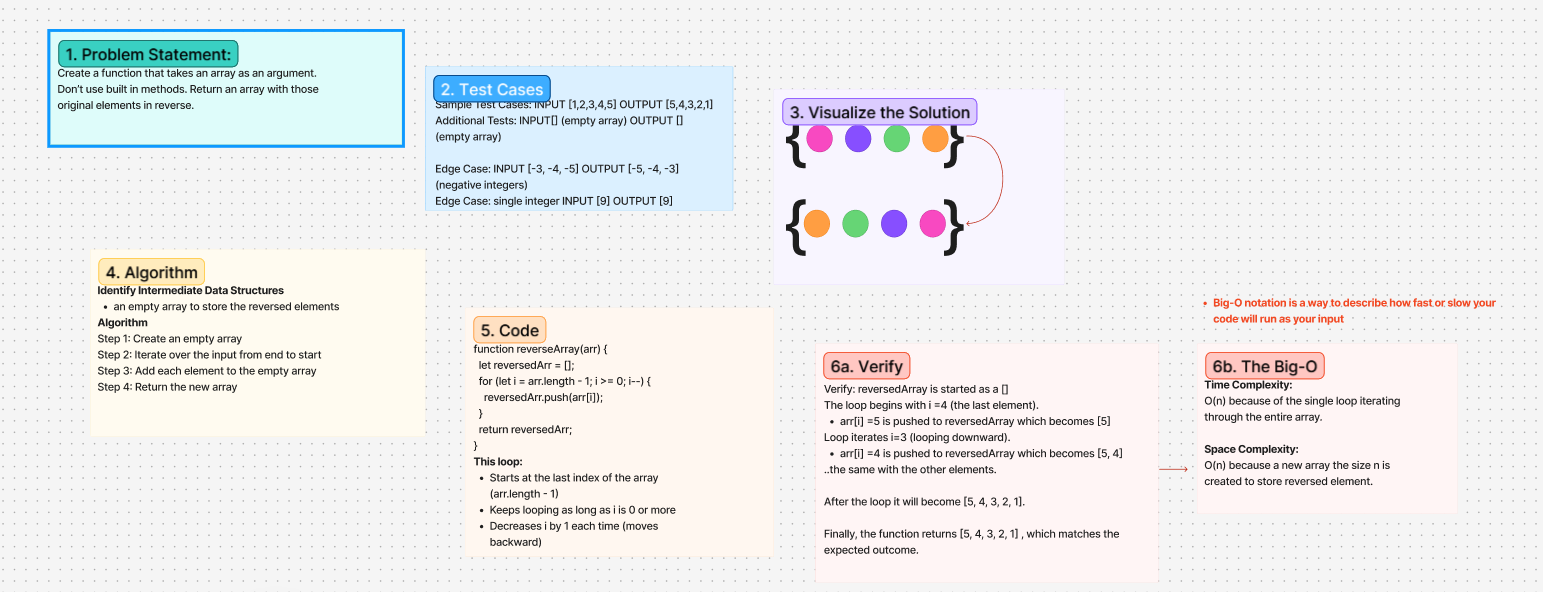 1. Problem Statement:
Create a function that takes an array as an argument.
Don't use built in methods. Return an array with those
original elements in reverse.
2. Test Cases
Sample Test Cases: INPUT [1,2,3,4,5] OUTPUT [5,4,3,2,1]
Additional Tests: INPUT[] (empty array) OUTPUT []
(empty array)
Edge Case: INPUT [-3, -4, -5] OUTPUT [-5, -4, -3]
(negative integers)
Edge Case: single integer INPUT [9] OUTPUT [9]
3. Visualize the Solution
{ }
{ }
4. Algorithm
Identify Intermediate Data Structures
• an empty array to store the reversed elements
Algorithm
Step 1: Create an empty array
Step 2: Iterate over the input from end to start
Step 3: Add each element to the empty array
Step 4: Return the new array
5. Code
function reverseArray(arr) {
let reversedArr = [];
for (let i = arr.length - 1; i >= 0; i--) {
reversedArr.push(arr[i]);
}
return reversedArr;
}
This loop:
• Starts at the last index of the array
(arr.length - 1)
• Keeps looping as long as i is 0 or more
• Decreases i by 1 each time (moves
backward)
6a. Verify
Verify: reversedArray is started as a []
The loop begins with i =4 (the last element).
• arr[i] =5 is pushed to reversedArray which becomes [5]
Loop iterates i=3 (looping downward).
• arr[i] =4 is pushed to reversedArray which becomes [5, 4]
..the same with the other elements.
After the loop it will become [5, 4, 3, 2, 1].
Finally, the function returns [5, 4, 3, 2, 1] , which matches the
expected outcome.
• Big-O notation is a way to describe how fast or slow your
code will run as your input
6b. The Big-O
Time Complexity:
O(n) because of the single loop iterating
through the entire array.
Space Complexity:
O(n) because a new array the size n is
created to store reversed element.